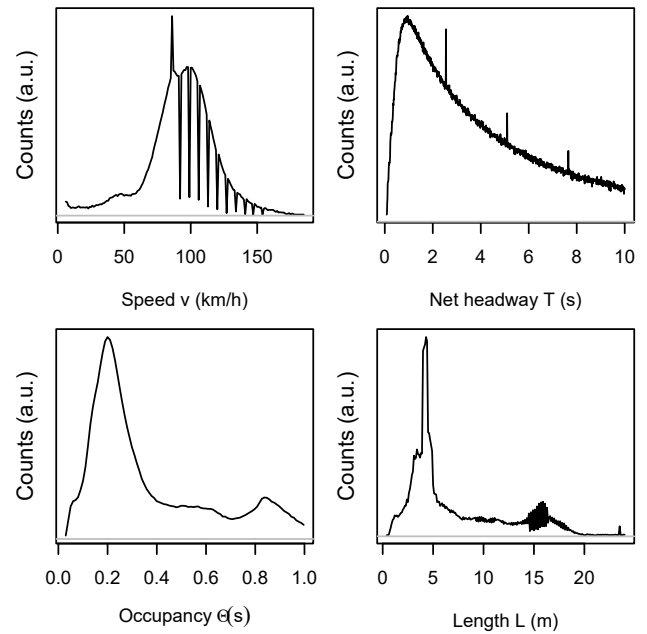 Counts (a.u.)
0 50 100 150
Speed v (km/h)
Counts (a.u.)
0 2 4 6 8 10
Net headway T (s)
Counts (a.u.)
0.0 0.2 0.4 0.6 0.8 1.0
Occupancy Θ(s)
Counts (a.u.)
0 5 10 15 20
Length L (m)